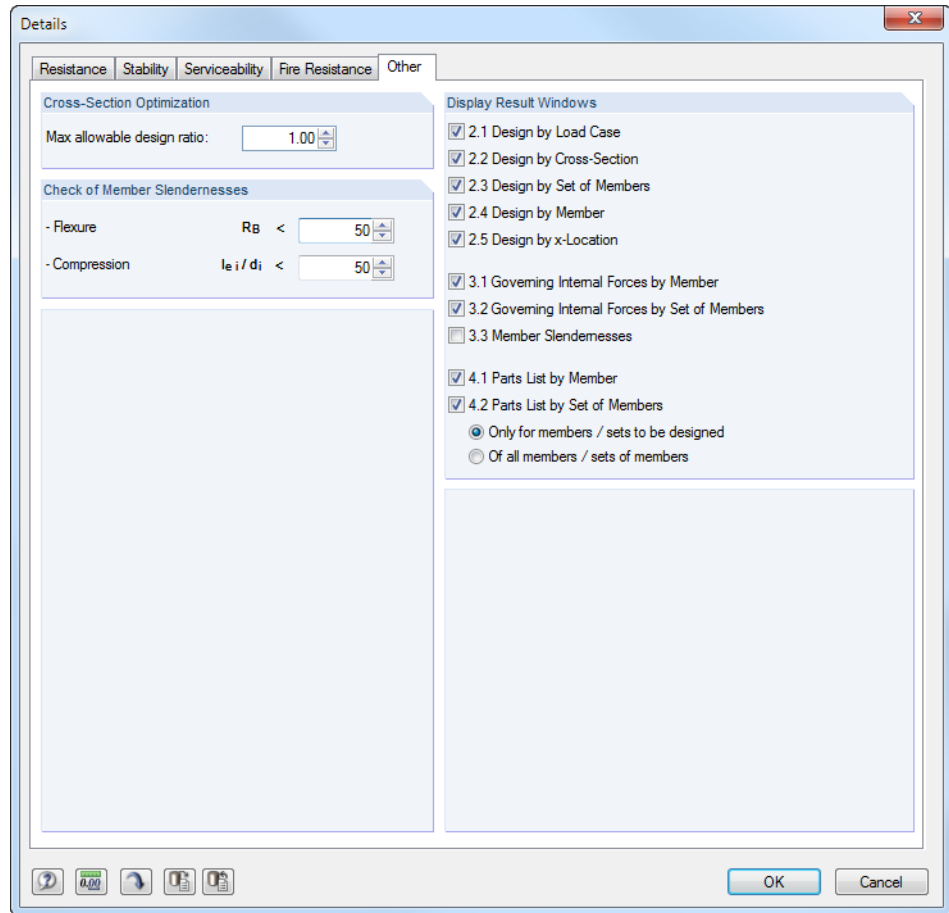 Details
Resistance Stability Serviceability Fire Resistance Other
Cross-Section Optimization
Max allowable design ratio: 1.00
Check of Member Slendernesses
- Flexure RB < 50
- Compression le i / di < 50
Display Result Windows
2.1 Design by Load Case
2.2 Design by Cross-Section
2.3 Design by Set of Members
2.4 Design by Member
2.5 Design by x-Location
3.1 Governing Internal Forces by Member
3.2 Governing Internal Forces by Set of Members
3.3 Member Slendernesses
4.1 Parts List by Member
4.2 Parts List by Set of Members
Only for members / sets to be designed
Of all members / sets of members
0.00
OK Cancel